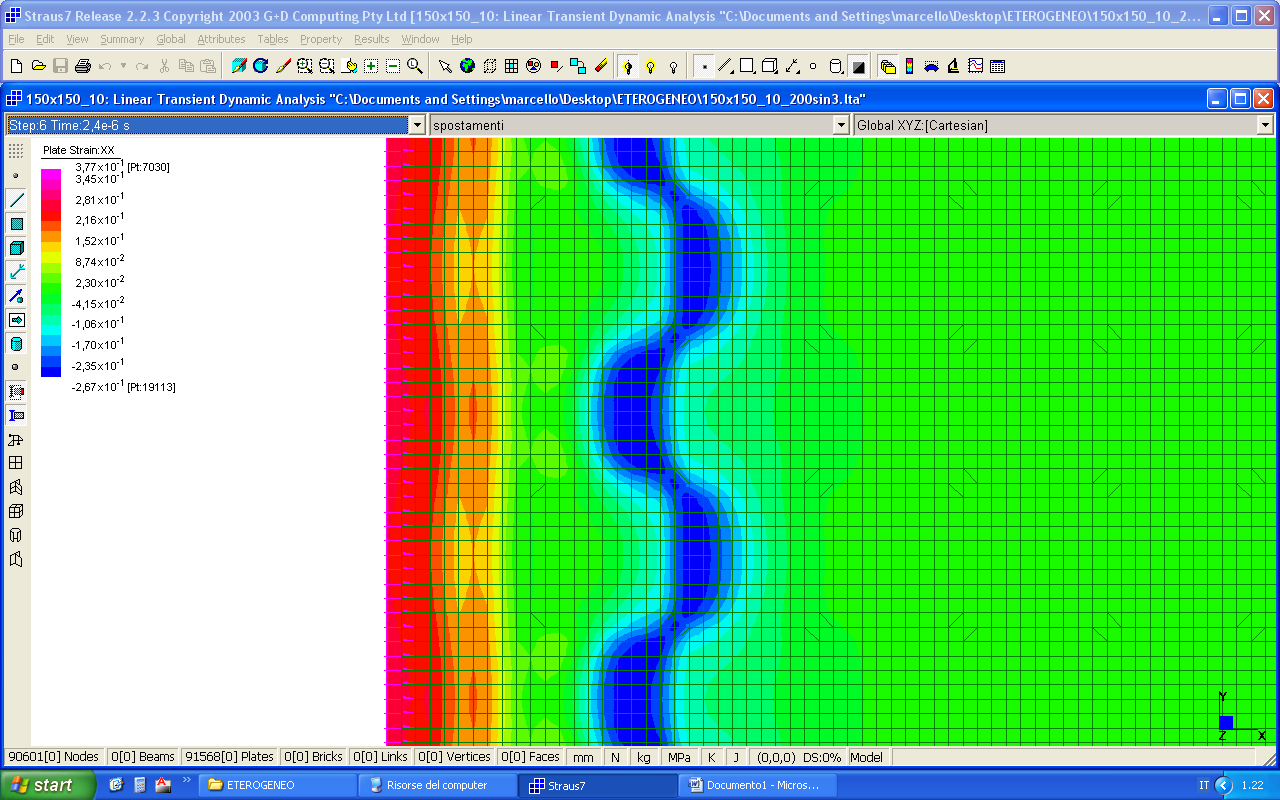 Straus7 Release 2.2.3 Copyright 2003 G+D Computing Pty Ltd [150x150_10: Linear Transient Dynamic Analysis "C:\Documents and Settings\marcello\Desktop\ETEROGENEO\150x150_10_2...
File Edit View Summary Global Attributes Tables Property Results Window Help
150x150_10: Linear Transient Dynamic Analysis "C:\Documents and Settings\marcello\Desktop\ETEROGENEO\150x150_10_200sin3.lta"
Step:6 Time:2,4e-6 s spostamenti Global XYZ:[Cartesian]
Plate Strain:XX
3,77x10-1 [Pt:7030]
3,45x10-1
2,81x10-1
2,16x10-1
1,52x10-1
8,74x10-2
2,30x10-2
-4,15x10-2
-1,06x10-1
-1,70x10-1
-2,35x10-1
-2,67x10-1 [Pt:19113]
Y
Z X
90601[0] Nodes 0[0] Beams 91568[0] Plates 0[0] Bricks 0[0] Links 0[0] Vertices 0[0] Faces mm N kg MPa K J (0,0,0) DS:0% Model
start ETEROGENEO Risorse del computer Straus7 Documento1 - Micros... IT 1.22